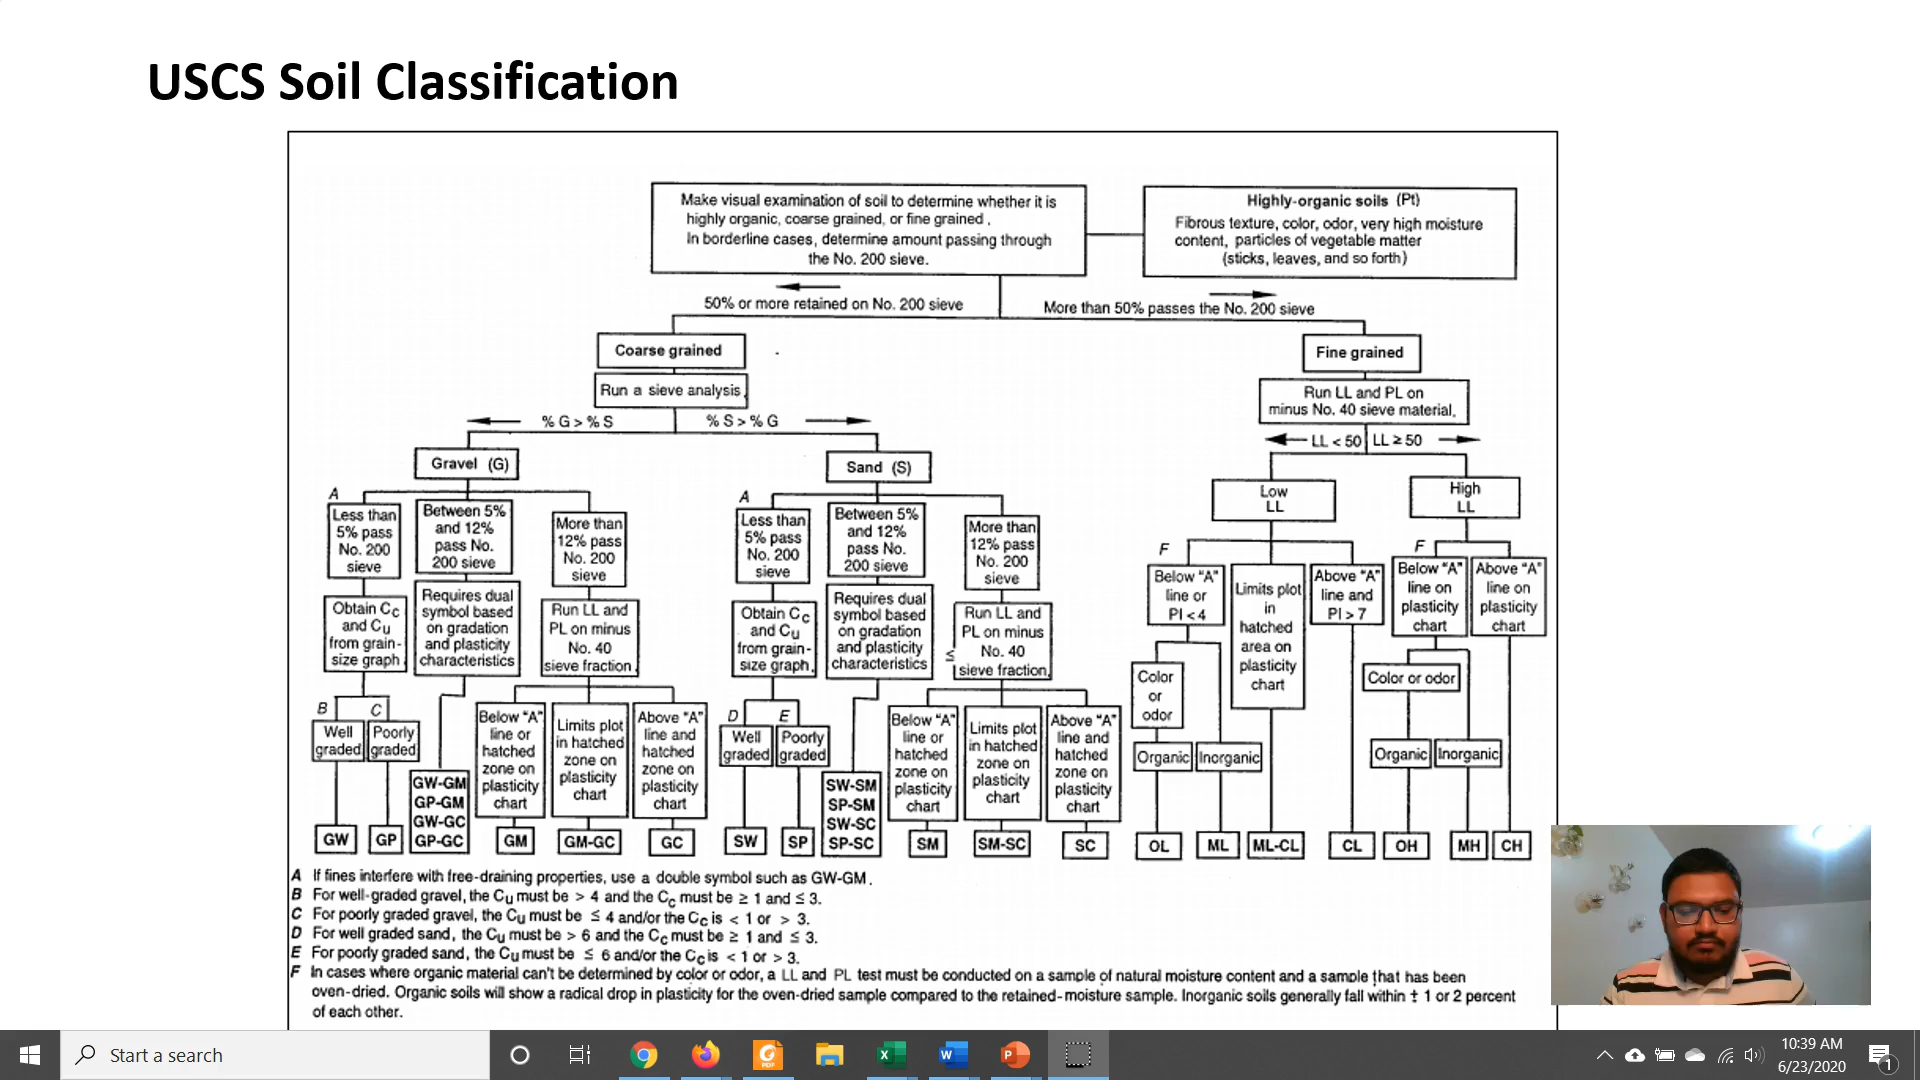 USCS Soil Classification
Make visual examination of soil to determine whether it is
highly organic, coarse grained, or fine grained.
In borderline cases, determine amount passing through
the No. 200 sieve.
Highly-organic soils (Pt)
Fibrous texture, color, odor, very high moisture
content, particles of vegetable matter
(sticks, leaves, and so forth)
50% or more retained on No. 200 sieve
More than 50% passes the No. 200 sieve
Coarse grained
Run a sieve analysis
% G > % S
% S > % G
Fine grained
Run LL and PL on
minus No. 40 sieve material.
LL < 50
LL ≥ 50
Gravel (G)
Sand (S)
Low
LL
High
LL
A
Less than
5% pass
No. 200
sieve
Between 5%
and 12%
pass No.
200 sieve
More than
12% pass
No. 200
sieve
Obtain Cc
and Cu
from grain-
size graph
Requires dual
symbol based
on gradation
and plasticity
characteristics
Run LL and
PL on minus
No. 40
sieve fraction
B
Well
graded
C
Poorly
graded
Below "A"
line or
hatched
zone on
plasticity
chart
Limits plot
in hatched
zone on
plasticity
chart
Above "A"
line and
hatched
zone on
plasticity
chart
GW
GP
GW-GM
GP-GM
GW-GC
GP-GC
GM
GM-GC
GC
A
Less than
5% pass
No. 200
sieve
Between 5%
and 12%
pass No.
200 sieve
More than
12% pass
No. 200
sieve
Obtain Cc
and Cu
from grain-
size graph
Requires dual
symbol based
on gradation
and plasticity
characteristics
≤
Run LL and
PL on minus
No. 40
sieve fraction
D
Well
graded
E
Poorly
graded
Below "A"
line or
hatched
zone on
plasticity
chart
Limits plot
in hatched
zone on
plasticity
chart
Above "A"
line and
hatched
zone on
plasticity
chart
SW
SP
SW-SM
SP-SM
SW-SC
SP-SC
SM
SM-SC
SC
F
Below "A"
line or
PI < 4
Limits plot
in
hatched
area on
plasticity
chart
Above "A"
line and
PI > 7
Color
or
odor
Organic
Inorganic
OL
ML
ML-CL
CL
F
Below "A"
line on
plasticity
chart
Above "A"
line on
plasticity
chart
Color or odor
Organic
Inorganic
OH
MH
CH
A If fines interfere with free-draining properties, use a double symbol such as GW-GM.
B For well-graded gravel, the Cu must be > 4 and the Cc must be ≥ 1 and ≤ 3.
C For poorly graded gravel, the Cu must be ≤ 4 and/or the Cc is < 1 or > 3.
D For well graded sand, the Cu must be > 6 and the Cc must be ≥ 1 and ≤ 3.
E For poorly graded sand, the Cu must be ≤ 6 and/or the Cc is < 1 or > 3.
F In cases where organic material can't be determined by color or odor, a LL and PL test must be conducted on a sample of natural moisture content and a sample that has been
oven-dried. Organic soils will show a radical drop in plasticity for the oven-dried sample compared to the retained-moisture sample. Inorganic soils generally fall within ± 1 or 2 percent
of each other.
Start a search
10:39 AM
6/23/2020
1